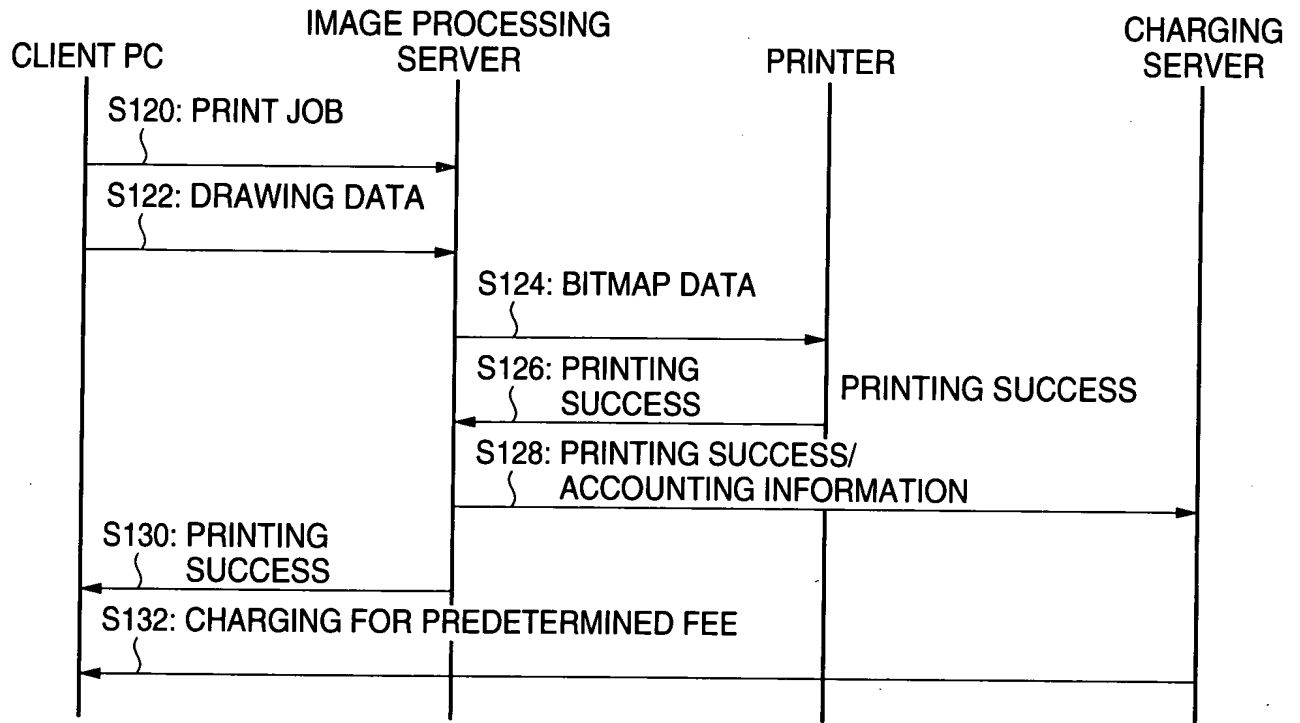 CLIENT PC
IMAGE PROCESSING
SERVER
PRINTER
CHARGING
SERVER
S120: PRINT JOB
S122: DRAWING DATA
S124: BITMAP DATA
S126: PRINTING
SUCCESS
PRINTING SUCCESS
S128: PRINTING SUCCESS/
ACCOUNTING INFORMATION
S130: PRINTING
SUCCESS
S132: CHARGING FOR PREDETERMINED FEE